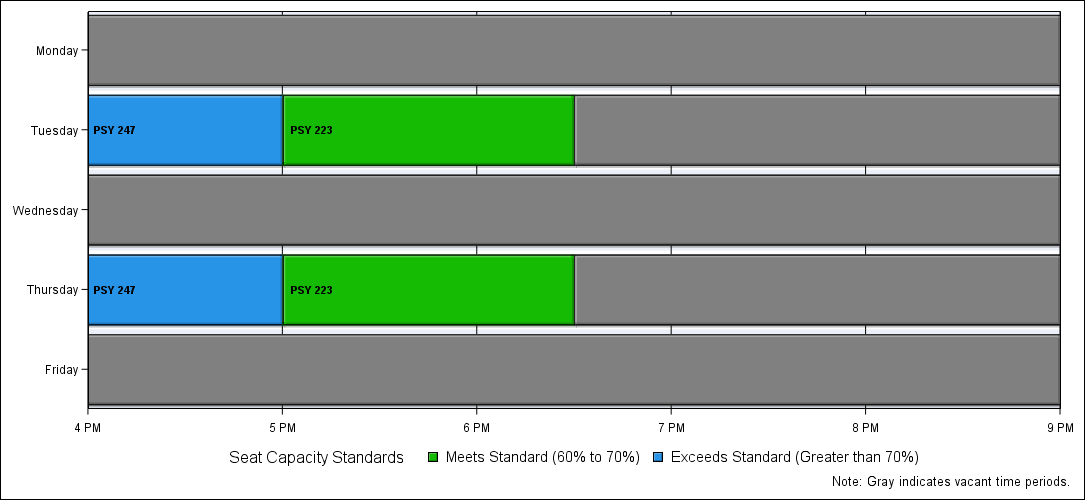 Monday
Tuesday
PSY 247
PSY 223
Wednesday
Thursday
PSY 247
PSY 223
Friday
4 PM
5 PM
6 PM
7 PM
8 PM
9 PM
Seat Capacity Standards
Meets Standard (60% to 70%)
Exceeds Standard (Greater than 70%)
Note: Gray indicates vacant time periods.